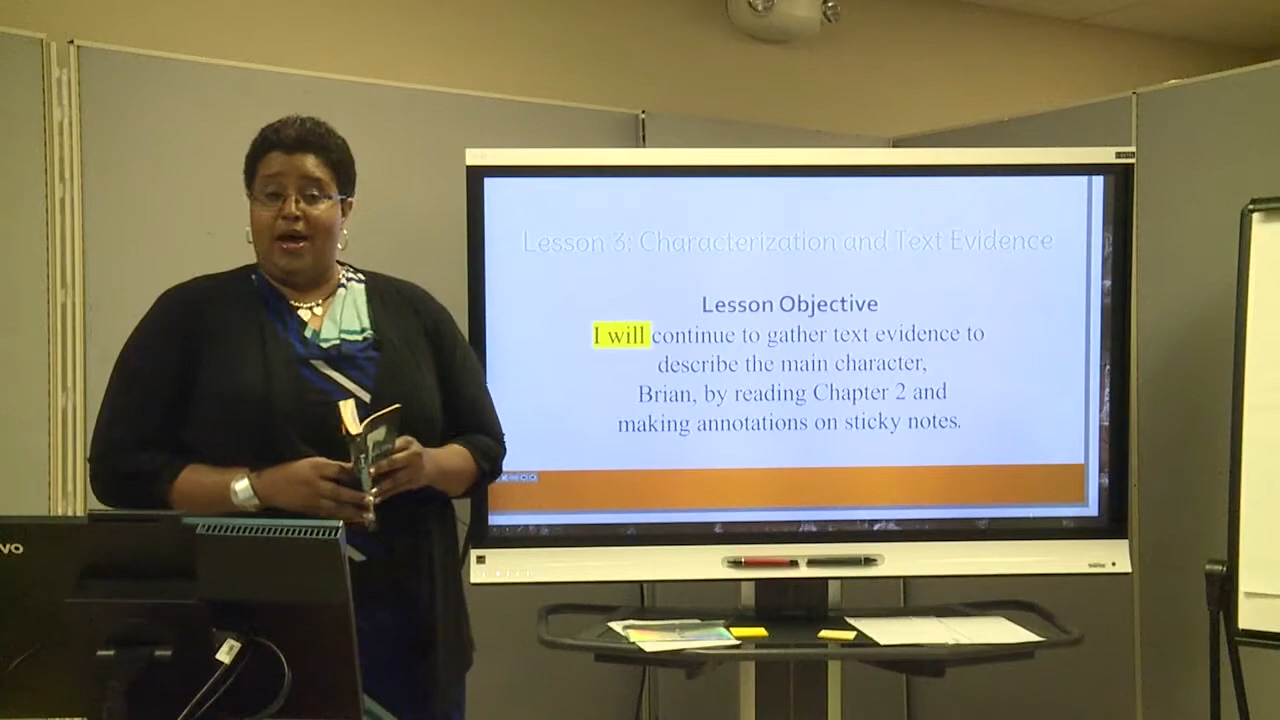 Lesson 3: Characterization and Text Evidence
Lesson Objective
I will continue to gather text evidence to
describe the main character,
Brian, by reading Chapter 2 and
making annotations on sticky notes.
vo